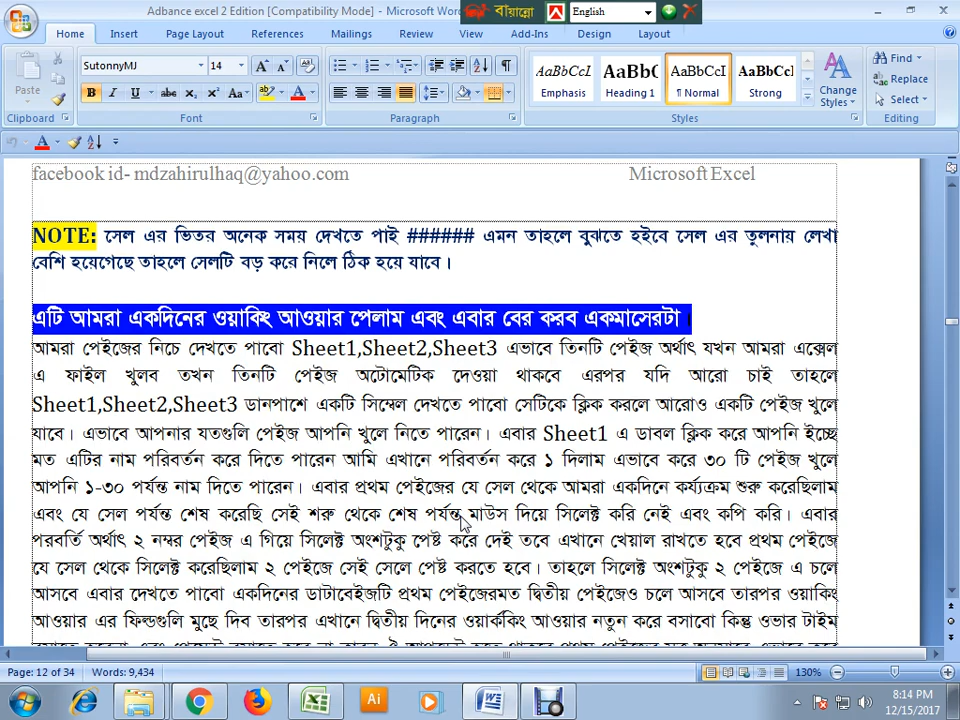 Adbance excel 2 Edition [Compatibility Mode] - Microsoft Word
বায়ান্নো English
Home Insert Page Layout References Mailings Review View Add-Ins Design Layout
SutonnyMJ 14
AaBbCcI AaBbC AaBbCcI AaBbCcl
Paste Emphasis Heading 1 ¶ Normal Strong Change Styles Find Replace Select
Clipboard Font Paragraph Styles Editing
facebook id- mdzahirulhaq@yahoo.com Microsoft Excel
NOTE: সেল এর ভিতর অনেক সময় দেখতে পাই ###### এমন তাহলে বুঝতে হইবে সেল এর তুলনায় লেখা
বেশি হয়েগেছে তাহলে সেলটি বড় করে নিলে ঠিক হয়ে যাবে।
এটি আমরা একদিনের ওয়াকিং আওয়ার পেলাম এবং এবার বের করব একমাসেরটা
আমরা পেইজের নিচে দেখতে পাবো Sheet1,Sheet2,Sheet3 এভাবে তিনটি পেইজ অর্থাৎ যখন আমরা এক্সেল
এ ফাইল খুলব তখন তিনটি পেইজ অটোমেটিক দেওয়া থাকবে এরপর যদি আরো চাই তাহলে
Sheet1,Sheet2,Sheet3 ডানপাশে একটি সিম্বেল দেখতে পাবো সেটিকে ক্লিক করলে আরোও একটি পেইজ খুলে
যাবে। এভাবে আপনার যতগুলি পেইজ আপনি খুলে নিতে পারেন। এবার Sheet1 এ ডাবল ক্লিক করে আপনি ইচ্ছে
মত এটির নাম পরিবর্তন করে দিতে পারেন আমি এখানে পরিবর্তন করে ১ দিলাম এভাবে করে ৩০ টি পেইজ খুলে
আপনি ১-৩০ পর্যন্ত নাম দিতে পারেন। এবার প্রথম পেইজের যে সেল থেকে আমরা একদিনে কর্য্যক্রম শুরু করেছিলাম
এবং যে সেল পর্যন্ত শেষ করেছি সেই শরু থেকে শেষ পর্যন্ত মাউস দিয়ে সিলেক্ট করি নেই এবং কপি করি। এবার
পরবর্তি অর্থাৎ ২ নম্বর পেইজ এ গিয়ে সিলেক্ট অংশটুকু পেষ্ট করে দেই তবে এখানে খেয়াল রাখতে হবে প্রথম পেইজে
যে সেল থেকে সিলেক্ট করেছিলাম ২ পেইজে সেই সেলে পেষ্ট করতে হবে। তাহলে সিলেক্ট অংশটুকু ২ পেইজে এ চলে
আসবে এবার দেখতে পাবো একদিনের ডাটাবেইজটি প্রথম পেইজেরমত দ্বিতীয় পেইজেও চলে আসবে তারপর ওয়াকিং
আওয়ার এর ফিল্ডগুলি মুছে দিব তারপর এখানে দ্বিতীয় দিনের ওয়ার্ককিং আওয়ার নতুন করে বসাবো কিন্তু ওভার টাইম
Page: 12 of 34 Words: 9,434 130%
8:14 PM
12/15/2017